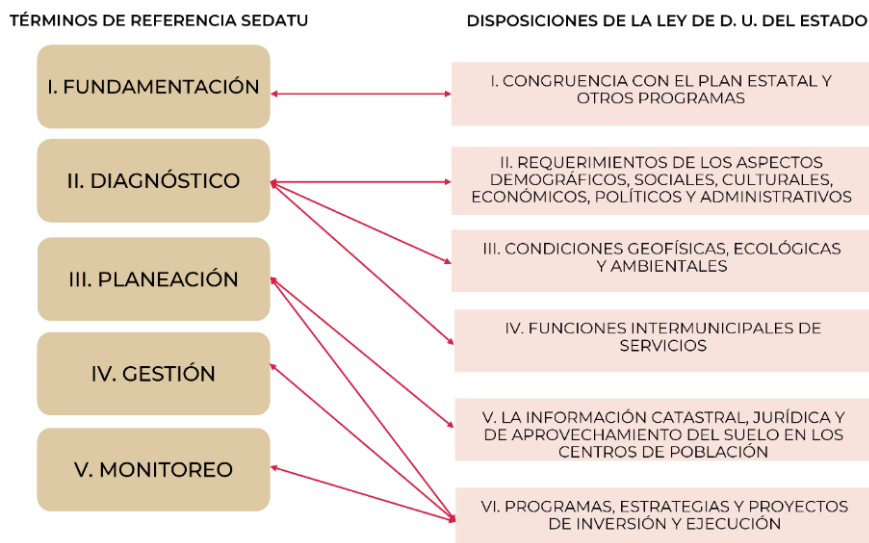 TÉRMINOS DE REFERENCIA SEDATU
I. FUNDAMENTACIÓN
II. DIAGNÓSTICO
III. PLANEACIÓN
IV. GESTIÓN
V. MONITOREO
DISPOSICIONES DE LA LEY DE D. U. DEL ESTADO
I. CONGRUENCIA CON EL PLAN ESTATAL Y
OTROS PROGRAMAS
II. REQUERIMIENTOS DE LOS ASPECTOS
DEMOGRÁFICOS, SOCIALES, CULTURALES,
ECONÓMICOS, POLÍTICOS Y ADMINISTRATIVOS
III. CONDICIONES GEOFÍSICAS, ECOLÓGICAS
Y AMBIENTALES
IV. FUNCIONES INTERMUNICIPALES DE
SERVICIOS
V. LA INFORMACIÓN CATASTRAL, JURÍDICA Y
DE APROVECHAMIENTO DEL SUELO EN LOS
CENTROS DE POBLACIÓN
VI. PROGRAMAS, ESTRATEGIAS Y PROYECTOS
DE INVERSIÓN Y EJECUCIÓN